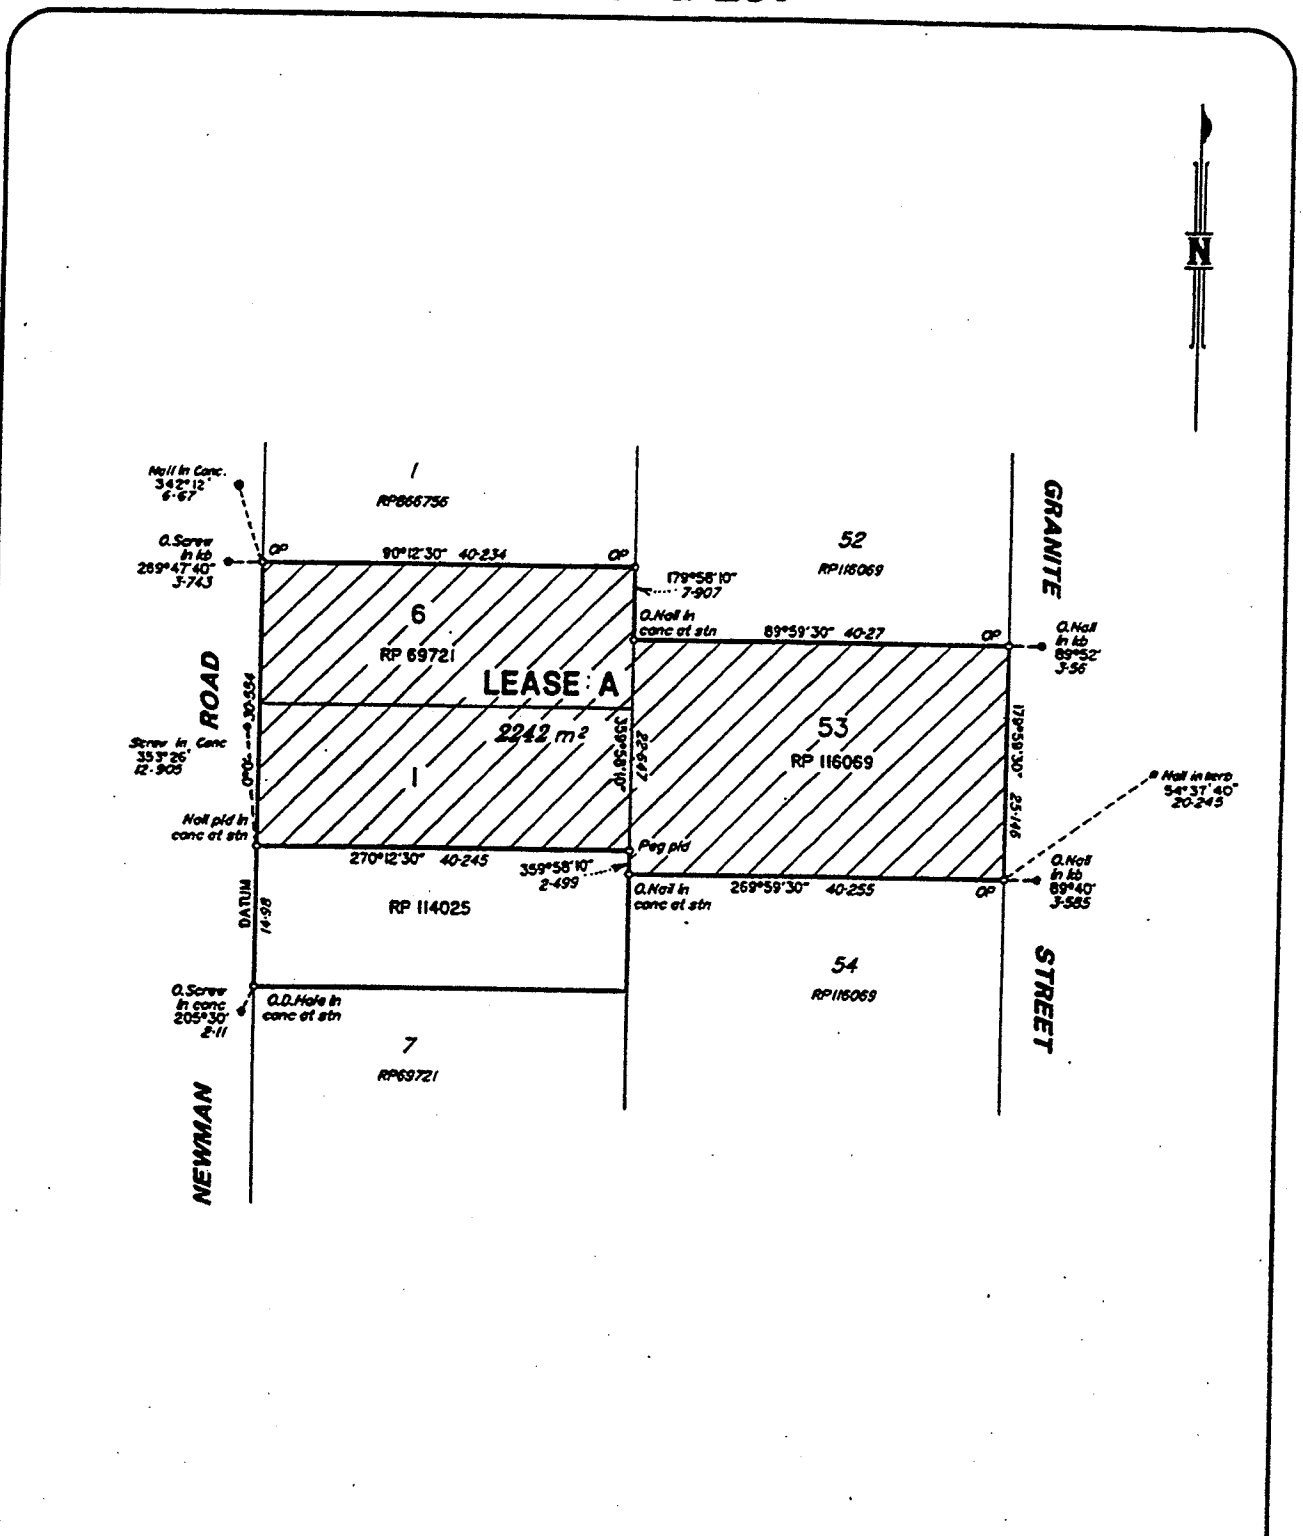 N
Nail in Conc.
342°12'
6·67
1
RP866756
GRANITE
O.Screw
in kb
269°47'40"
3·743
OP
90°12'30" 40·234
OP
52
RP116069
179°58'10"
7·907
6
RP 69721
O.Nail in
conc at stn
89°59'30" 40·27
OP
O.Nail
in kb
89°52'
3·56
ROAD
LEASE A
2242 m²
0°0' 30·554
359°58'10"
22·647
53
RP 116069
179°59'30" 25·146
Screw in Conc
353°26'
12·905
1
Nail in kerb
54°37'40"
20·245
Nail pld in
conc at stn
270°12'30" 40·245
Peg pld
359°58'10"
2·499
O.Nail in
conc at stn
269°59'30" 40·255
OP
O.Nail
in kb
89°40'
3·585
DATUM
14·98
RP 114025
54
RP116069
STREET
O.Screw
in conc
205°30'
2·11
O.D.Hole in
conc at stn
7
RP69721
NEWMAN